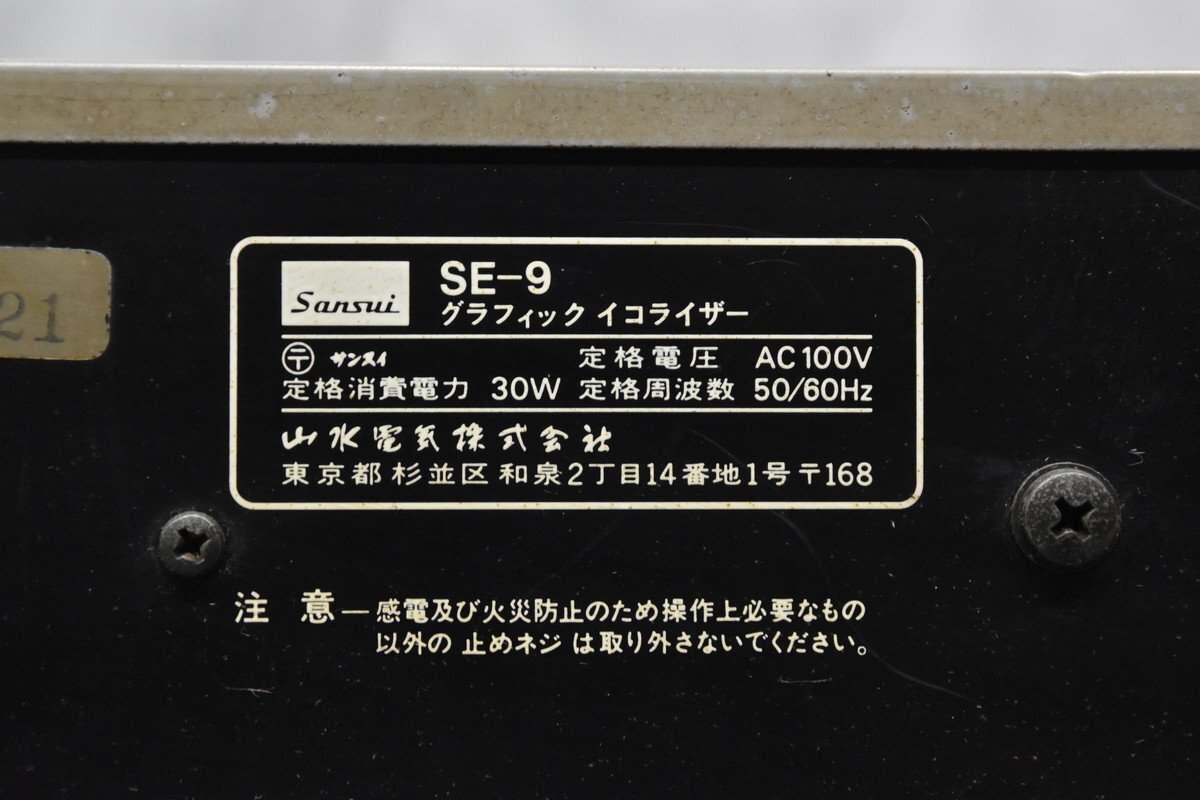 Sansui
SE-9
グラフィック イコライザー
〒 サンスイ 定格電圧 AC100V
定格消費電力 30W 定格周波数 50/60Hz
山水電気株式会社
東京都杉並区和泉2丁目14番地1号〒168
注意―感電及び火災防止のため操作上必要なもの
以外の 止めネジ は取り外さないでください。
21